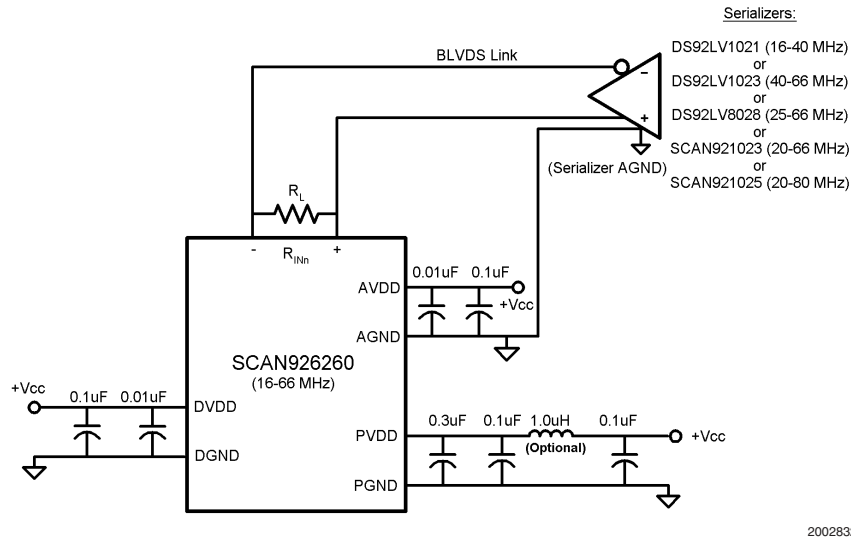 Serializers:
BLVDS Link
DS92LV1021 (16-40 MHz)
or
DS92LV1023 (40-66 MHz)
or
DS92LV8028 (25-66 MHz)
or
SCAN921023 (20-66 MHz)
or
SCAN921025 (20-80 MHz)
-
+
(Serializer AGND)
RL
- +
RINn
0.01uF 0.1uF
AVDD
+Vcc
AGND
SCAN926260
(16-66 MHz)
+Vcc
0.1uF 0.01uF
DVDD
DGND
0.3uF 0.1uF 1.0uH 0.1uF
PVDD
(Optional)
+Vcc
PGND
2002832